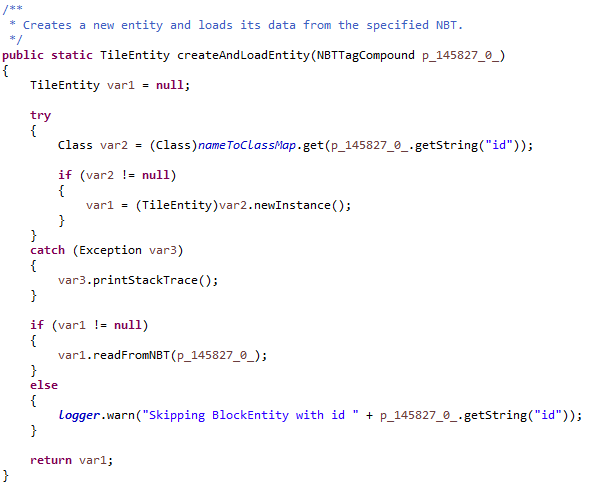 /**
 * Creates a new entity and loads its data from the specified NBT.
 */
public static TileEntity createAndLoadEntity(NBTTagCompound p_145827_0_)
{
    TileEntity var1 = null;

    try
    {
        Class var2 = (Class)nameToClassMap.get(p_145827_0_.getString("id"));

        if (var2 != null)
        {
            var1 = (TileEntity)var2.newInstance();
        }
    }
    catch (Exception var3)
    {
        var3.printStackTrace();
    }

    if (var1 != null)
    {
        var1.readFromNBT(p_145827_0_);
    }
    else
    {
        logger.warn("Skipping BlockEntity with id " + p_145827_0_.getString("id"));
    }

    return var1;
}